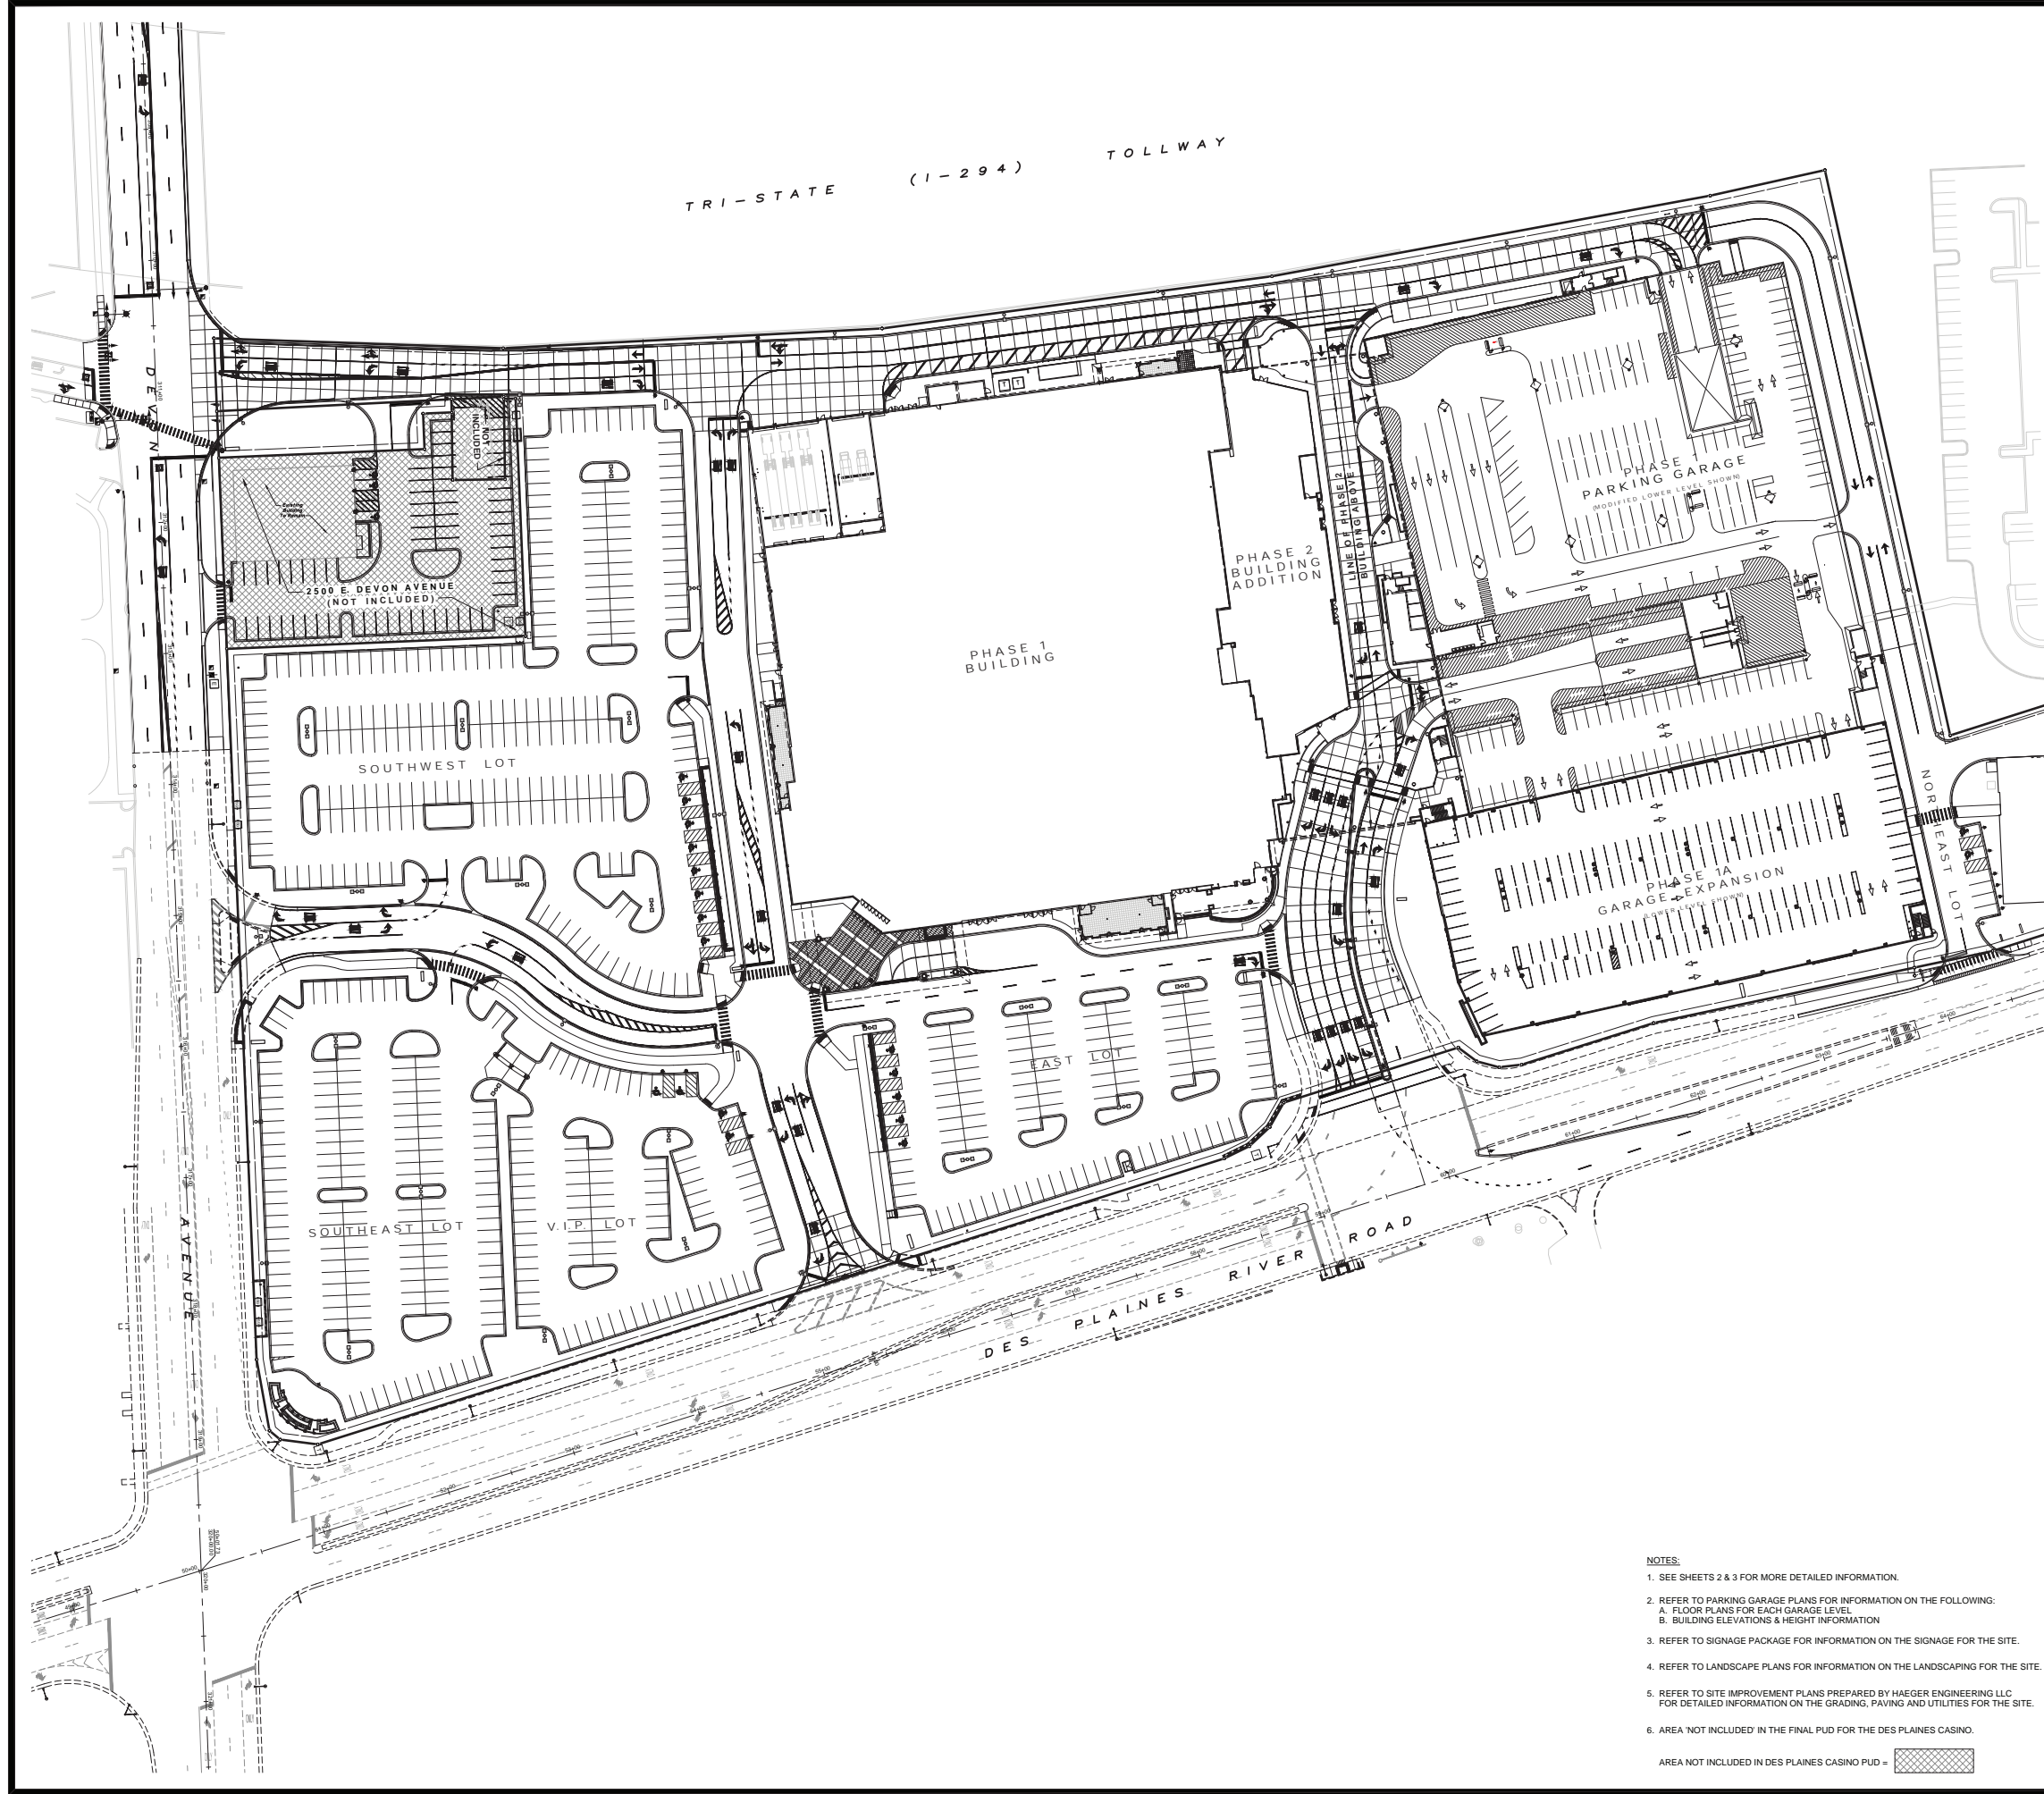 TRI-STATE (I-294) TOLLWAY
DEVON
NOT
INCLUDED
Existing
Building
To Remain
2500 E. DEVON AVENUE
(NOT INCLUDED)
PHASE 1
BUILDING
PHASE 2
BUILDING
ADDITION
LINE OF PHASE 2
BUILDING ABOVE
PHASE 1
PARKING GARAGE
(MODIFIED LOWER LEVEL SHOWN)
SOUTHWEST LOT
PHASE 1A
GARAGE EXPANSION
(LOWER LEVEL SHOWN)
NORTHEAST LOT
EAST LOT
SOUTHEAST LOT
V.I.P. LOT
AVENUE
DES PLAINES RIVER ROAD
NOTES:
1. SEE SHEETS 2 & 3 FOR MORE DETAILED INFORMATION.
2. REFER TO PARKING GARAGE PLANS FOR INFORMATION ON THE FOLLOWING:
A. FLOOR PLANS FOR EACH GARAGE LEVEL
B. BUILDING ELEVATIONS & HEIGHT INFORMATION
3. REFER TO SIGNAGE PACKAGE FOR INFORMATION ON THE SIGNAGE FOR THE SITE.
4. REFER TO LANDSCAPE PLANS FOR INFORMATION ON THE LANDSCAPING FOR THE SITE.
5. REFER TO SITE IMPROVEMENT PLANS PREPARED BY HAEGER ENGINEERING LLC
FOR DETAILED INFORMATION ON THE GRADING, PAVING AND UTILITIES FOR THE SITE.
6. AREA 'NOT INCLUDED' IN THE FINAL PUD FOR THE DES PLAINES CASINO.
AREA NOT INCLUDED IN DES PLAINES CASINO PUD =